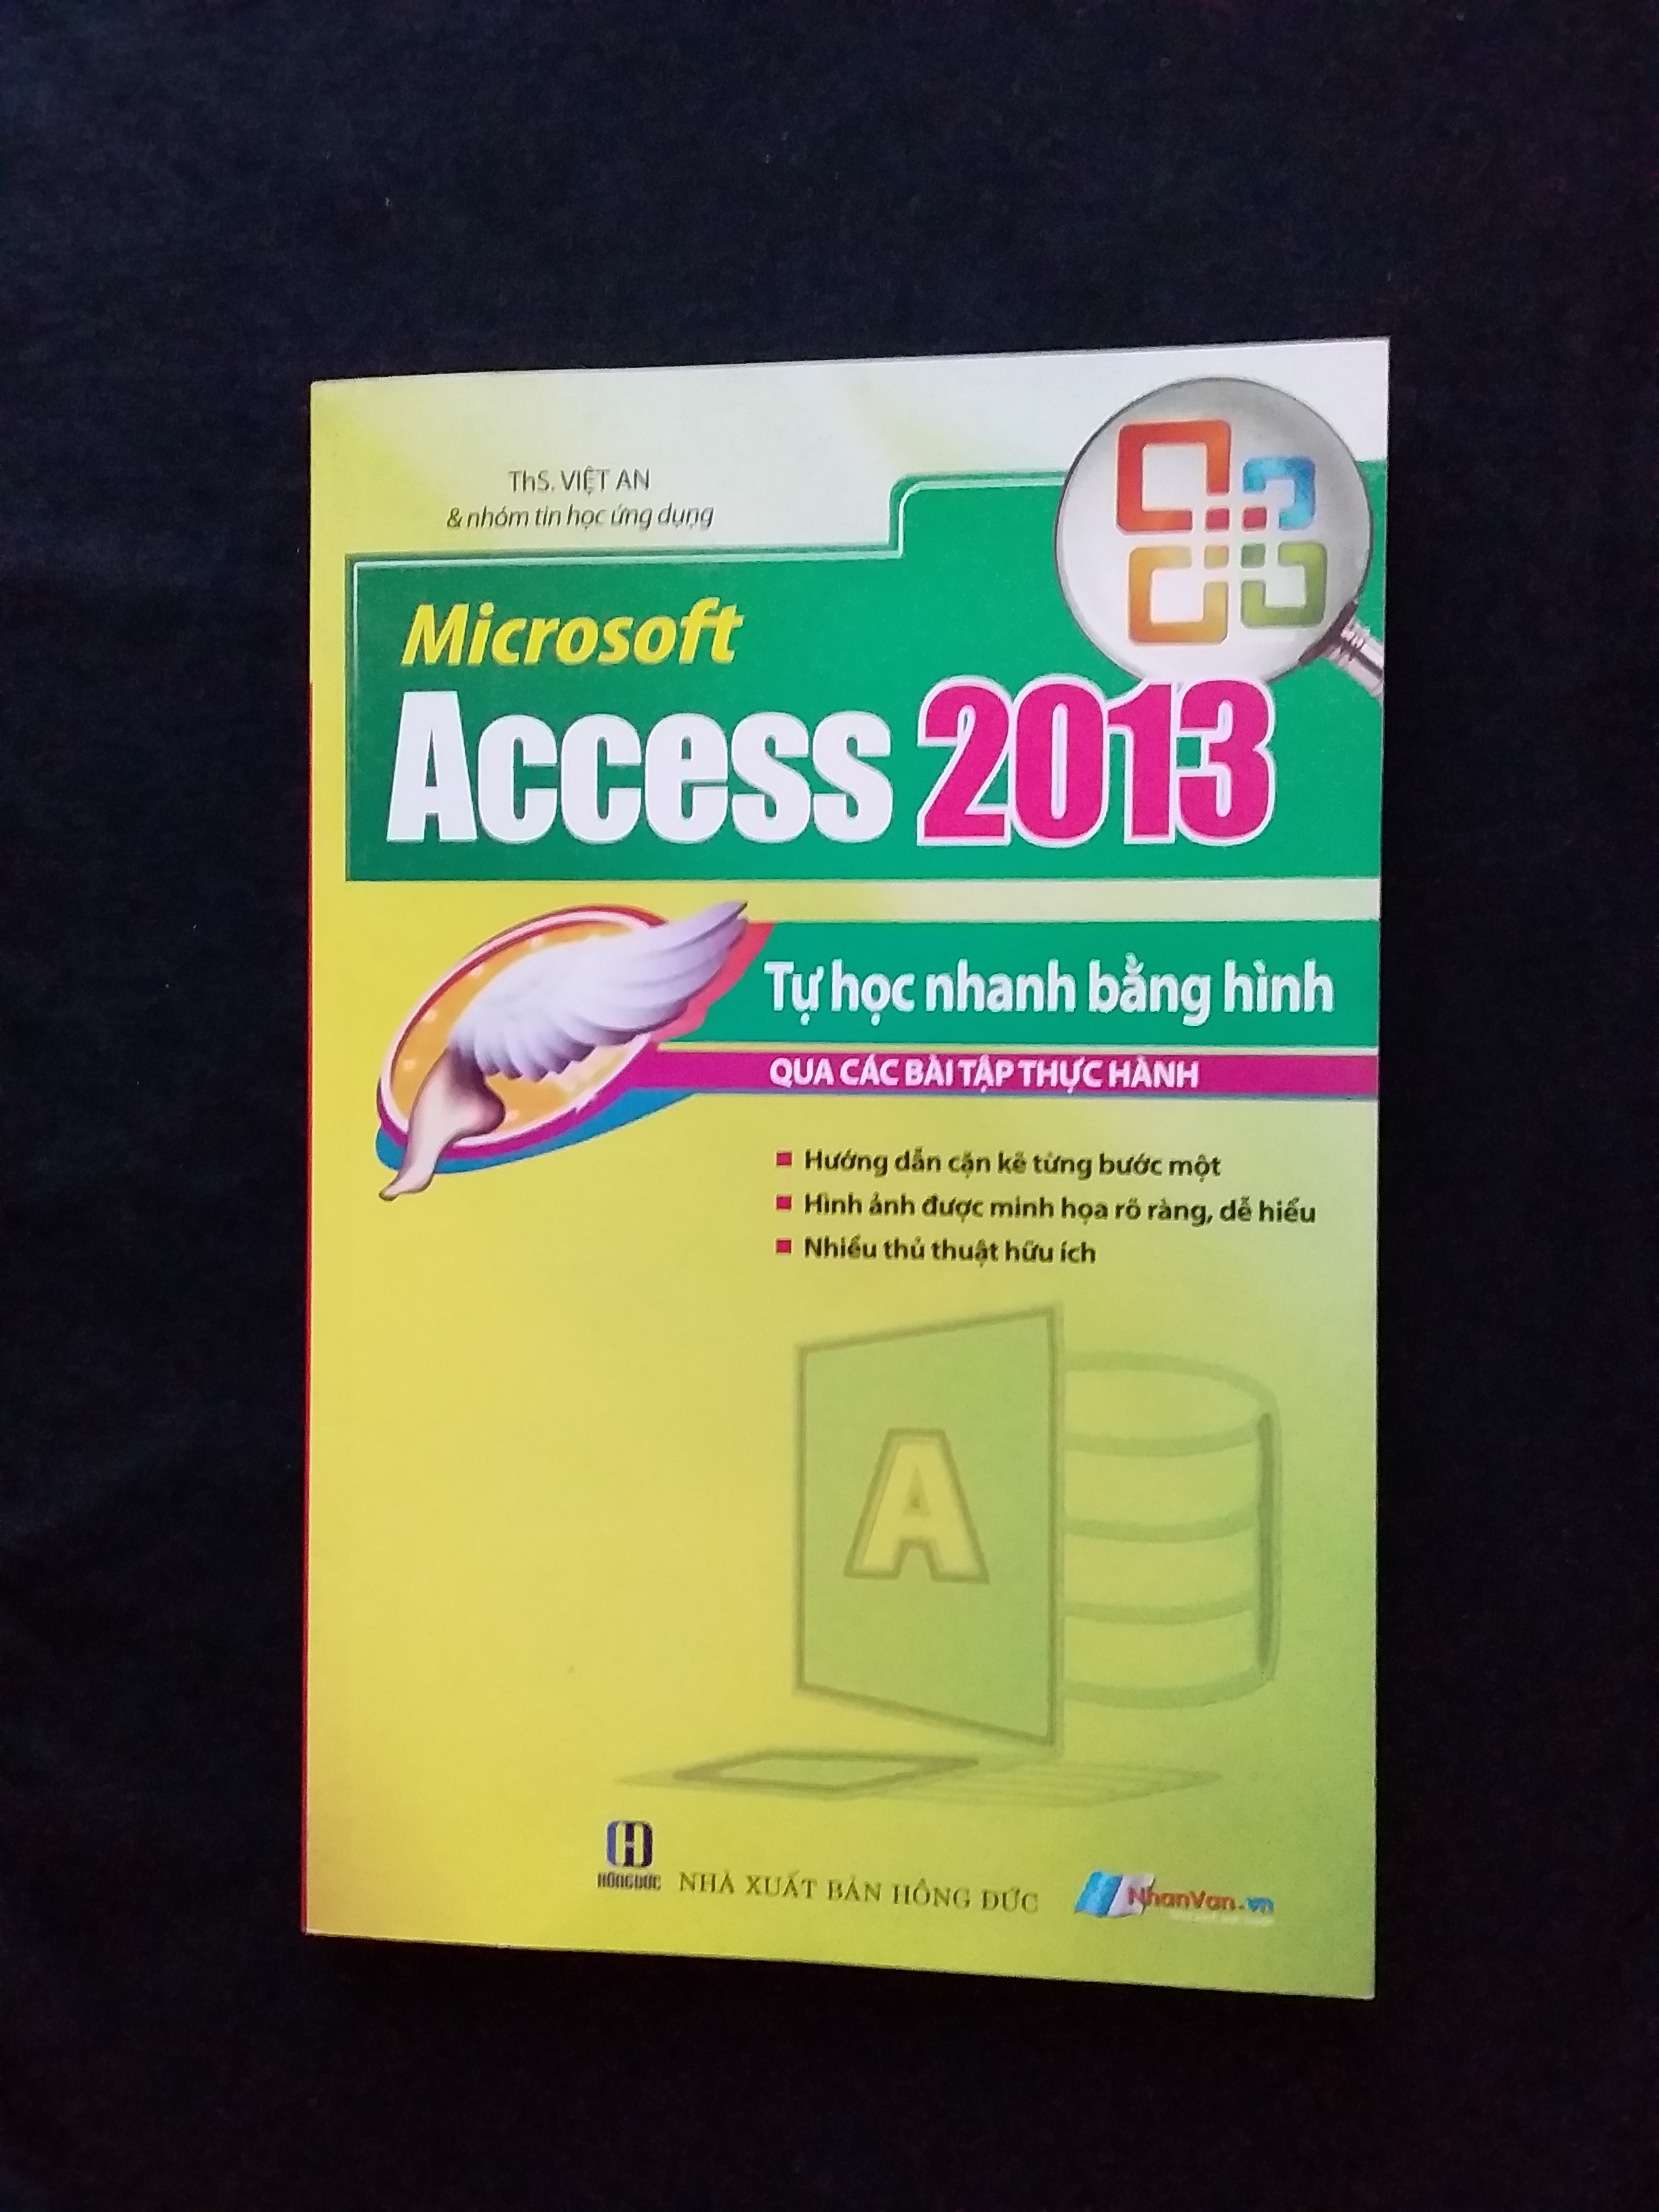 ThS. VIỆT AN
& nhóm tin học ứng dụng
Microsoft
Access 2013
Tự học nhanh bằng hình
QUA CÁC BÀI TẬP THỰC HÀNH
Hướng dẫn cặn kẽ từng bước một
Hình ảnh được minh họa rõ ràng, dễ hiểu
Nhiều thủ thuật hữu ích
A
HỒNG ĐỨC
NHÀ XUẤT BẢN HỒNG ĐỨC
NhanVan.vn